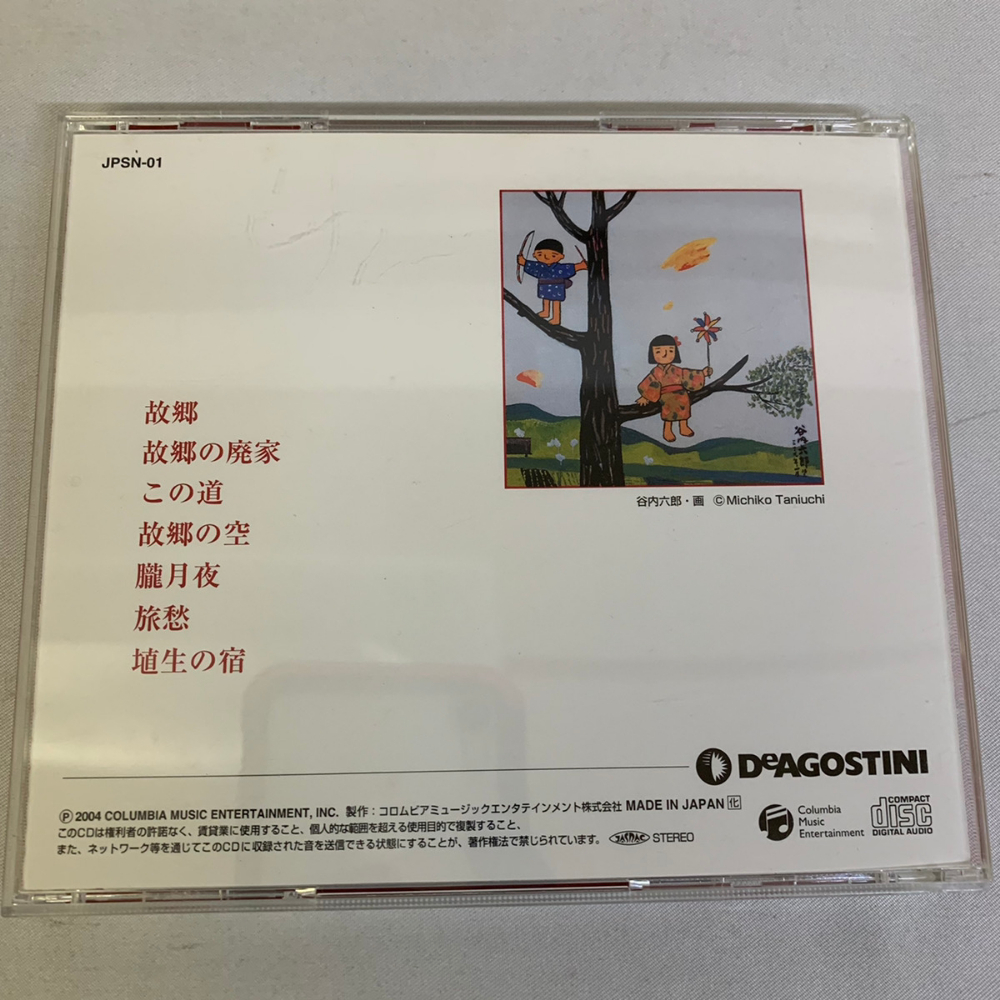 JPSN-01
故郷
故郷の廃家
この道
故郷の空
朧月夜
旅愁
埴生の宿
谷内六郎・画 ©Michiko Taniuchi
DeAGOSTINI
Ⓟ 2004 COLUMBIA MUSIC ENTERTAINMENT, INC. 製作：コロムビアミュージックエンタテインメント株式会社 MADE IN JAPAN 化
このCDは権利者の許諾なく、賃貸業に使用すること、個人的な範囲を超える使用目的で複製すること、
また、ネットワーク等を通じてこのCDに収録された音を送信できる状態にすることが、著作権法で禁じられています。 JASRAC STEREO
Columbia
Music
Entertainment
COMPACT
disc
DIGITAL AUDIO